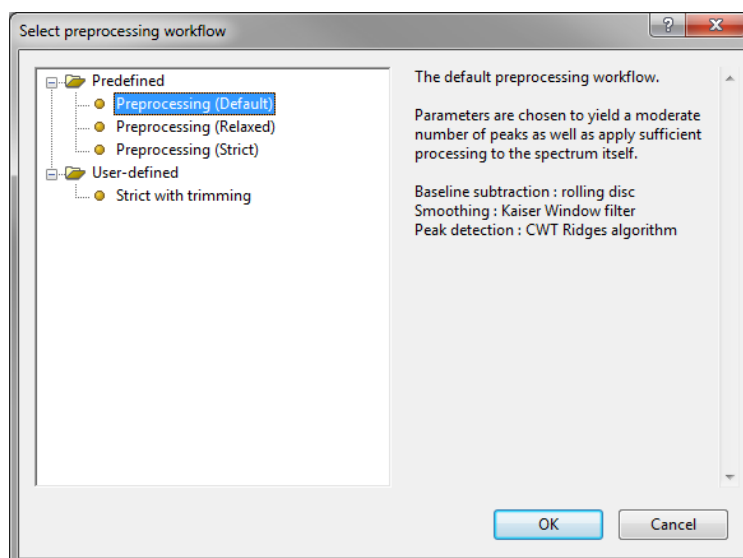 Select preprocessing workflow
Predefined
Preprocessing (Default)
Preprocessing (Relaxed)
Preprocessing (Strict)
User-defined
Strict with trimming
The default preprocessing workflow.
Parameters are chosen to yield a moderate
number of peaks as well as apply sufficient
processing to the spectrum itself.
Baseline subtraction : rolling disc
Smoothing : Kaiser Window filter
Peak detection : CWT Ridges algorithm
OK
Cancel